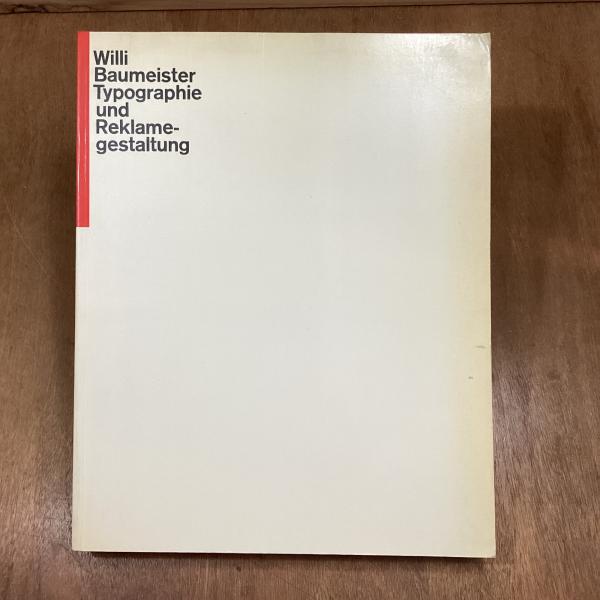 Willi
Baumeister
Typographie
und
Reklame-
gestaltung